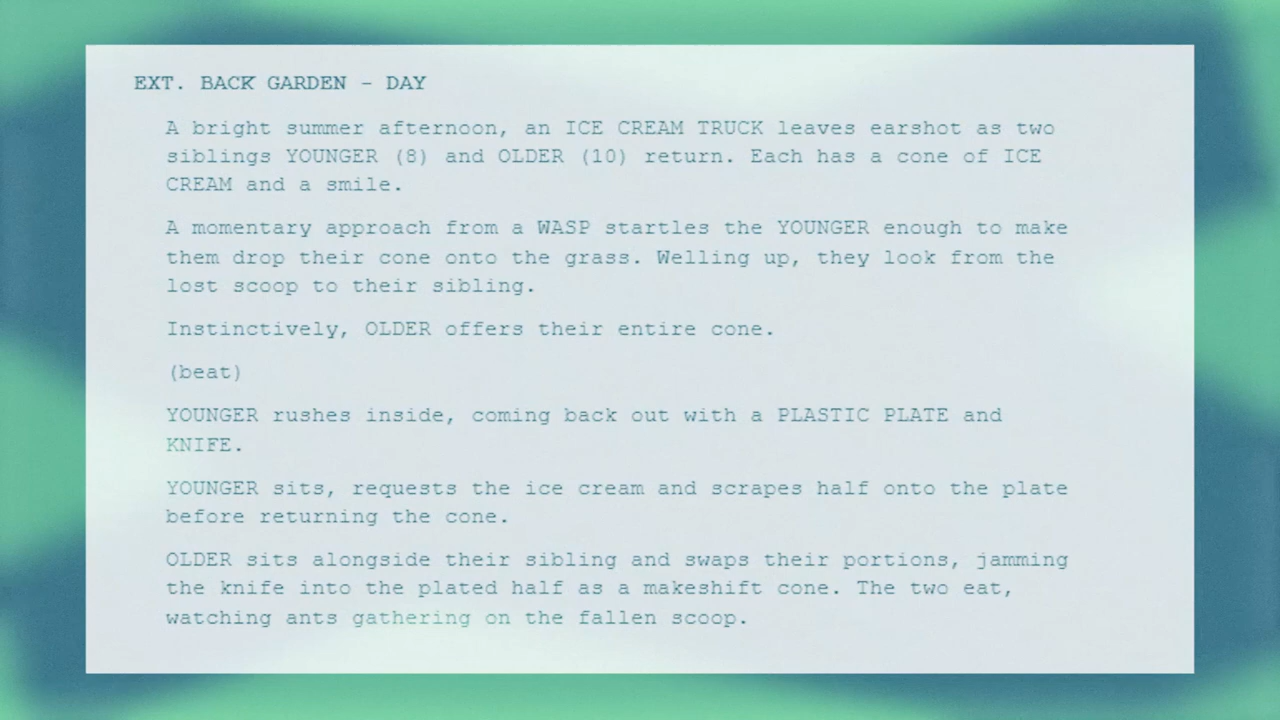 EXT. BACK GARDEN – DAY
A bright summer afternoon, an ICE CREAM TRUCK leaves earshot as two
siblings YOUNGER (8) and OLDER (10) return. Each has a cone of ICE
CREAM and a smile.
A momentary approach from a WASP startles the YOUNGER enough to make
them drop their cone onto the grass. Welling up, they look from the
lost scoop to their sibling.
Instinctively, OLDER offers their entire cone.
(beat)
YOUNGER rushes inside, coming back out with a PLASTIC PLATE and
KNIFE.
YOUNGER sits, requests the ice cream and scrapes half onto the plate
before returning the cone.
OLDER sits alongside their sibling and swaps their portions, jamming
the knife into the plated half as a makeshift cone. The two eat,
watching ants gathering on the fallen scoop.